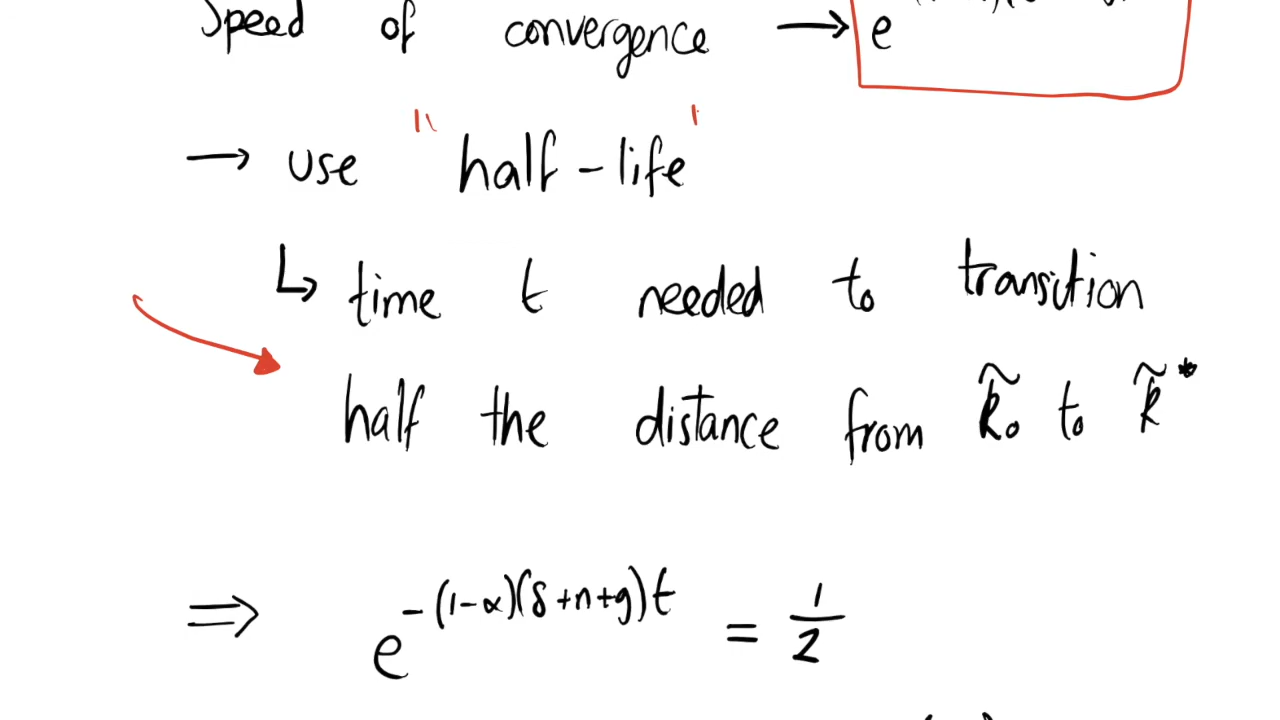 Speed of convergence → e
→ use "half-life"
↳ time t needed to transition
half the distance from k̃₀ to k̃*
⇒ e^-(1-α)(δ+n+g)t = 1/2